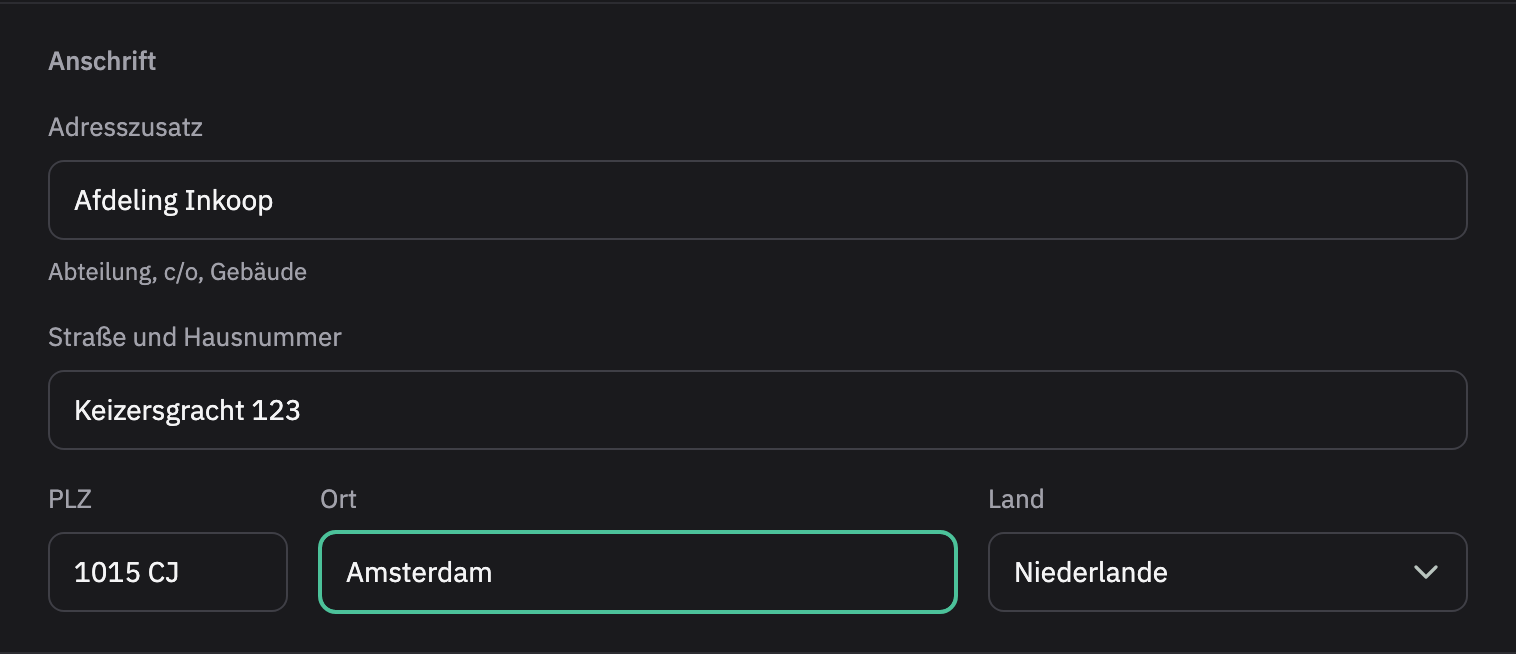 Anschrift
Adresszusatz
Afdeling Inkoop
Abteilung, c/o, Gebäude
Straße und Hausnummer
Keizersgracht 123
PLZ Ort Land
1015 CJ Amsterdam Niederlande